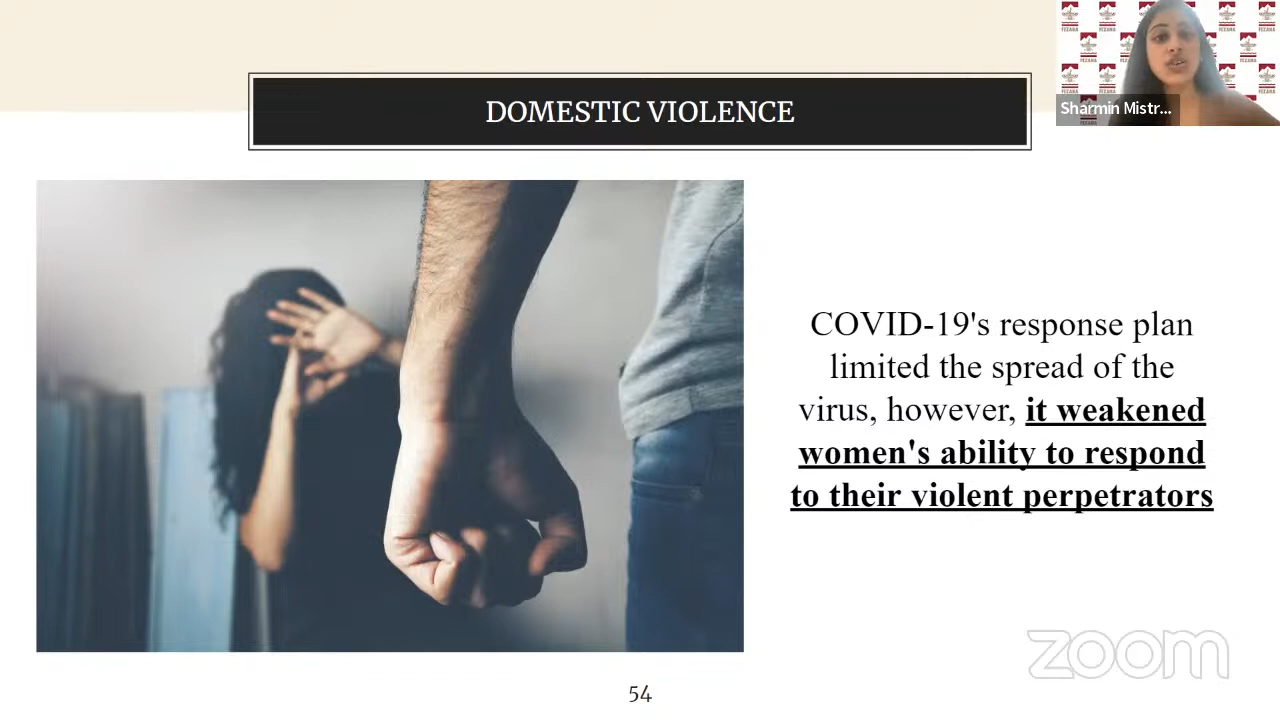 DOMESTIC VIOLENCE
Sharmin Mistr...
COVID-19's response plan
limited the spread of the
virus, however, it weakened
women's ability to respond
to their violent perpetrators
zoom
54